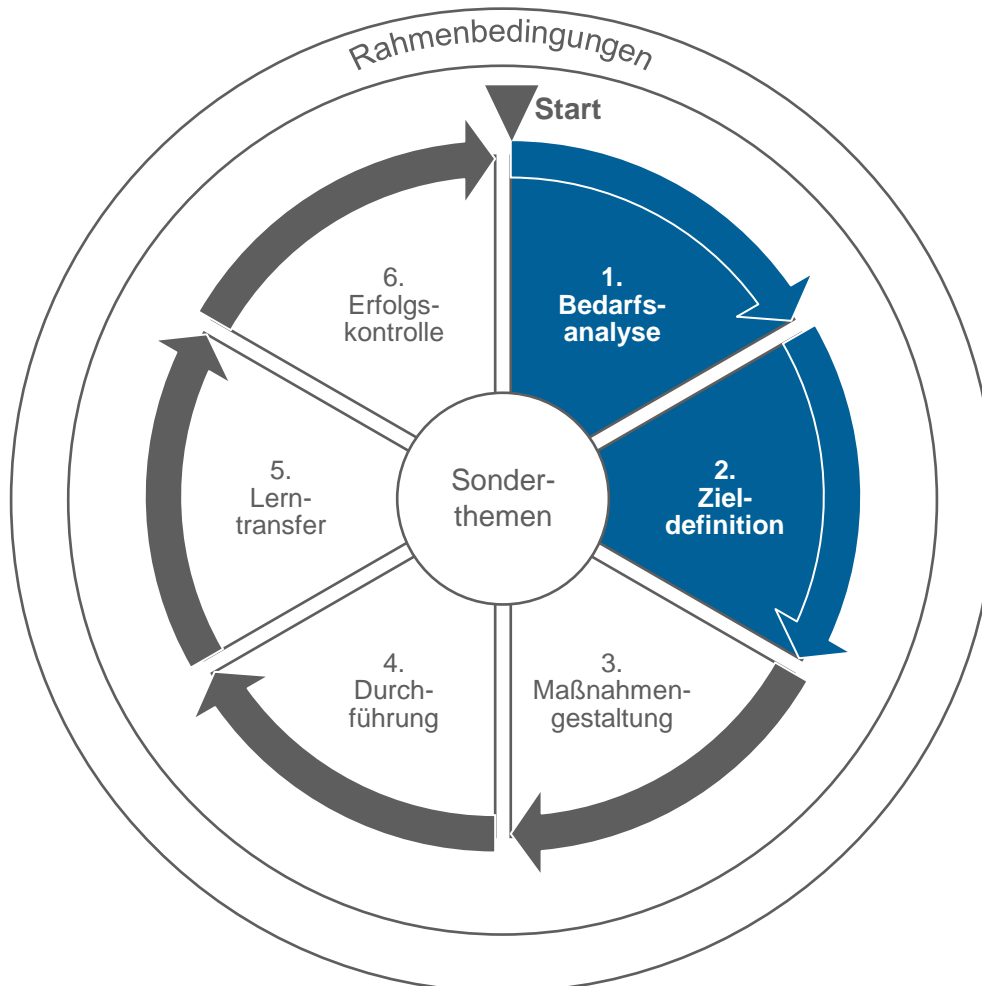 Rahmenbedingungen
Start
1.
Bedarfs-
analyse
2.
Ziel-
definition
3.
Maßnahmen-
gestaltung
4.
Durch-
führung
5.
Lern-
transfer
6.
Erfolgs-
kontrolle
Sonder-
themen